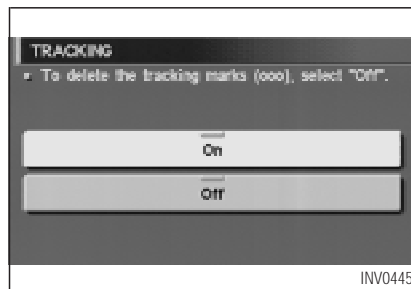 TRACKING
To delete the tracking marks (ooo), select "Off".
On
Off
INV0445